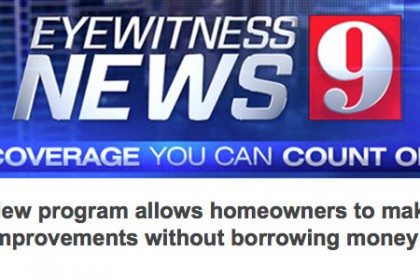 EYEWITNESS
NEWS 9
COVERAGE YOU CAN COUNT O
ew program allows homeowners to mak
mprovements without borrowing money